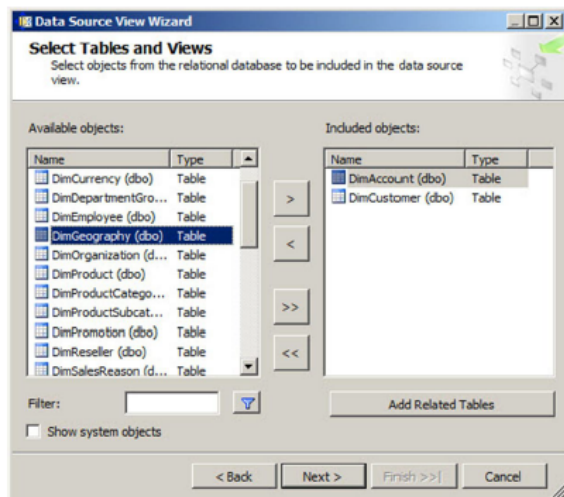 Data Source View Wizard
Select Tables and Views
Select objects from the relational database to be included in the data source
view.
Available objects:
Name Type
DimCurrency (dbo) Table
DimDepartmentGro... Table
DimEmployee (dbo) Table
DimGeography (dbo) Table
DimOrganization (d... Table
DimProduct (dbo) Table
DimProductCatego... Table
DimProductSubcat... Table
DimPromotion (dbo) Table
DimReseller (dbo) Table
DimSalesReason (d... Table
>
<
>>
<<
Included objects:
Name Type
DimAccount (dbo) Table
DimCustomer (dbo) Table
Filter:
Add Related Tables
Show system objects
< Back Next > Finish >>| Cancel